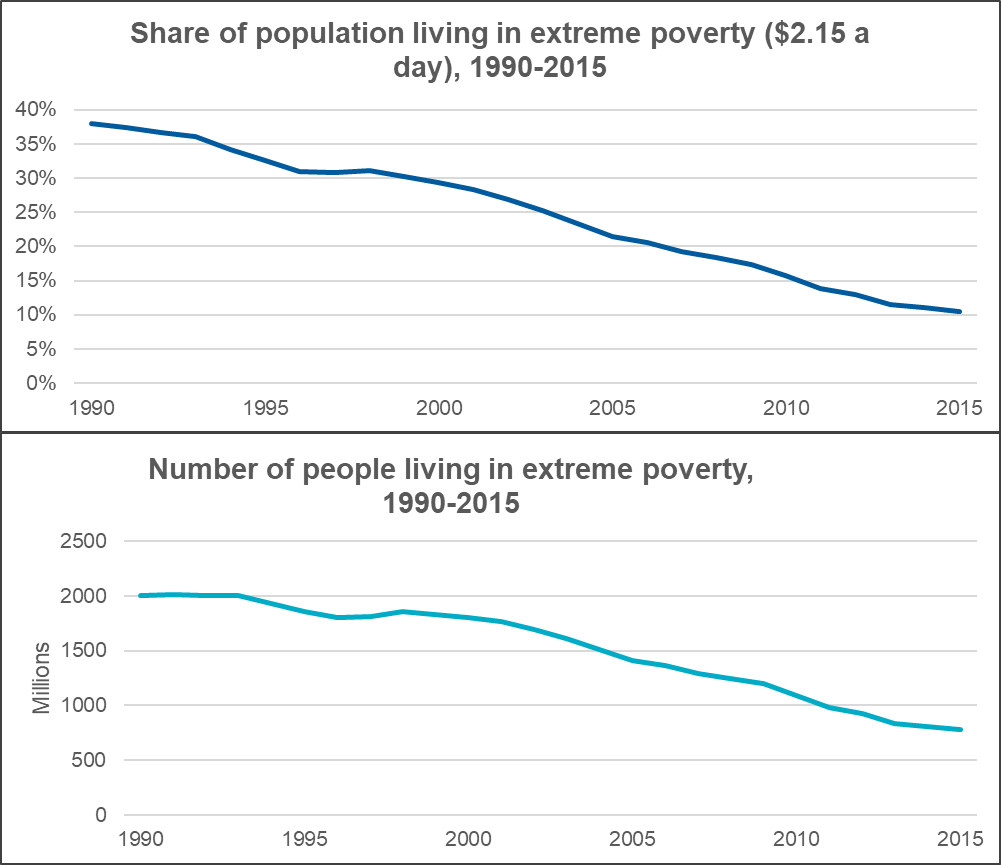 Share of population living in extreme poverty ($2.15 a
day), 1990-2015
40%
35%
30%
25%
20%
15%
10%
5%
0%
1990 1995 2000 2005 2010 2015
Number of people living in extreme poverty,
1990-2015
Millions
2500
2000
1500
1000
500
0
1990 1995 2000 2005 2010 2015